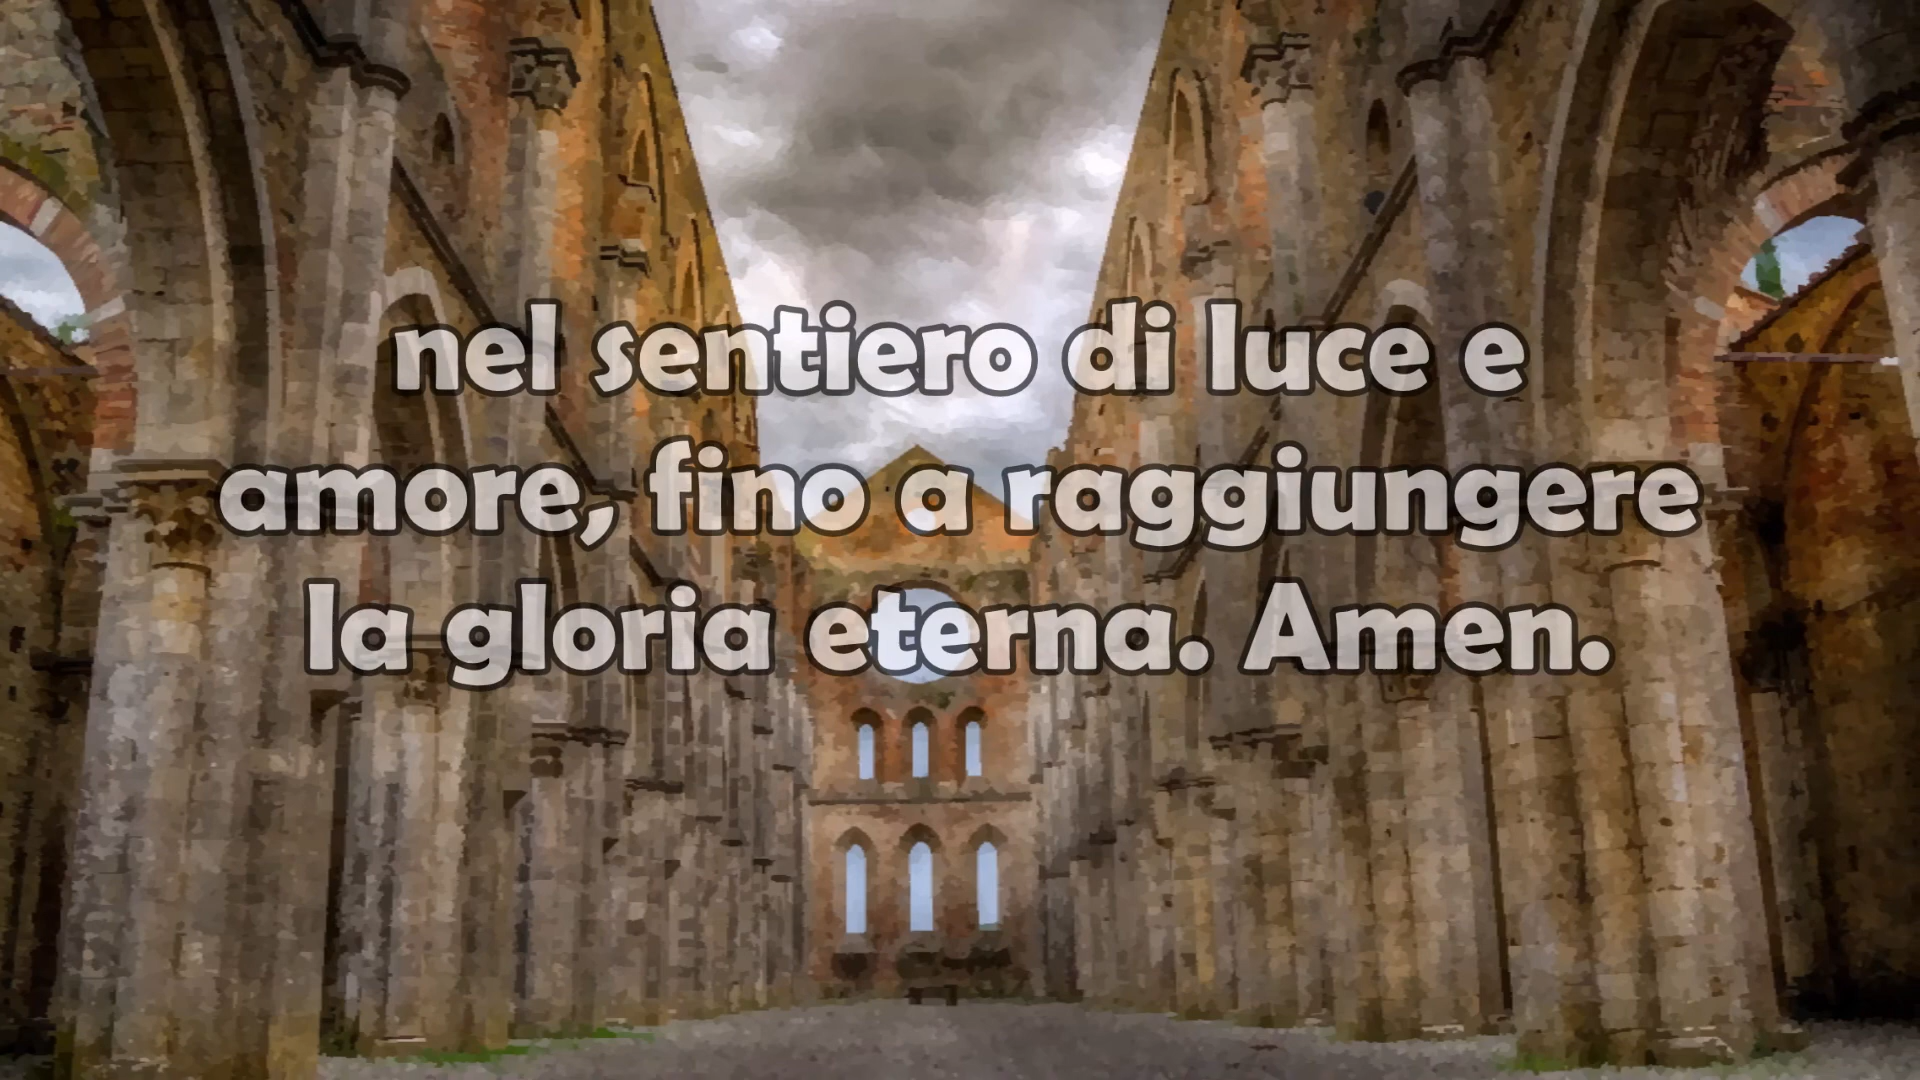 nel sentiero di luce e
amore, fino a raggiungere
la gloria eterna. Amen.